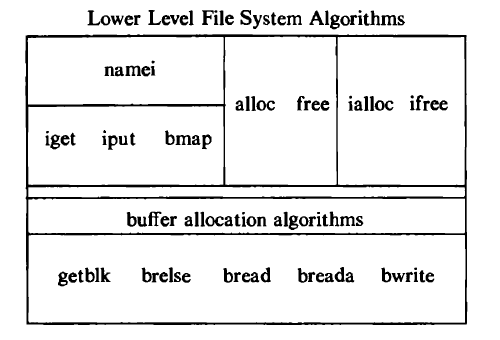 Lower Level File System Algorithms
namei
alloc free ialloc ifree
iget iput bmap
buffer allocation algorithms
getblk brelse bread breada bwrite